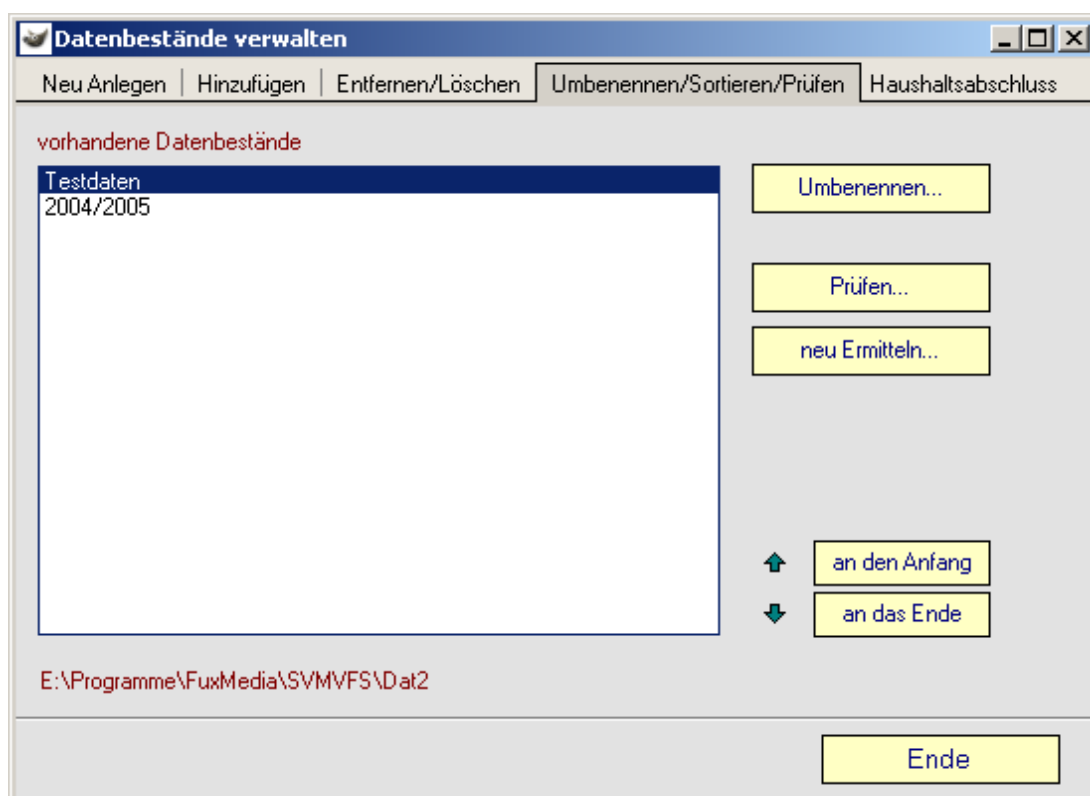 Datenbestände verwalten
Neu Anlegen Hinzufügen Entfernen/Löschen Umbenennen/Sortieren/Prüfen Haushaltsabschluss
vorhandene Datenbestände
Testdaten
2004/2005
Umbenennen...
Prüfen...
neu Ermitteln...
an den Anfang
an das Ende
E:\Programme\FuxMedia\SVMVFS\Dat2
Ende